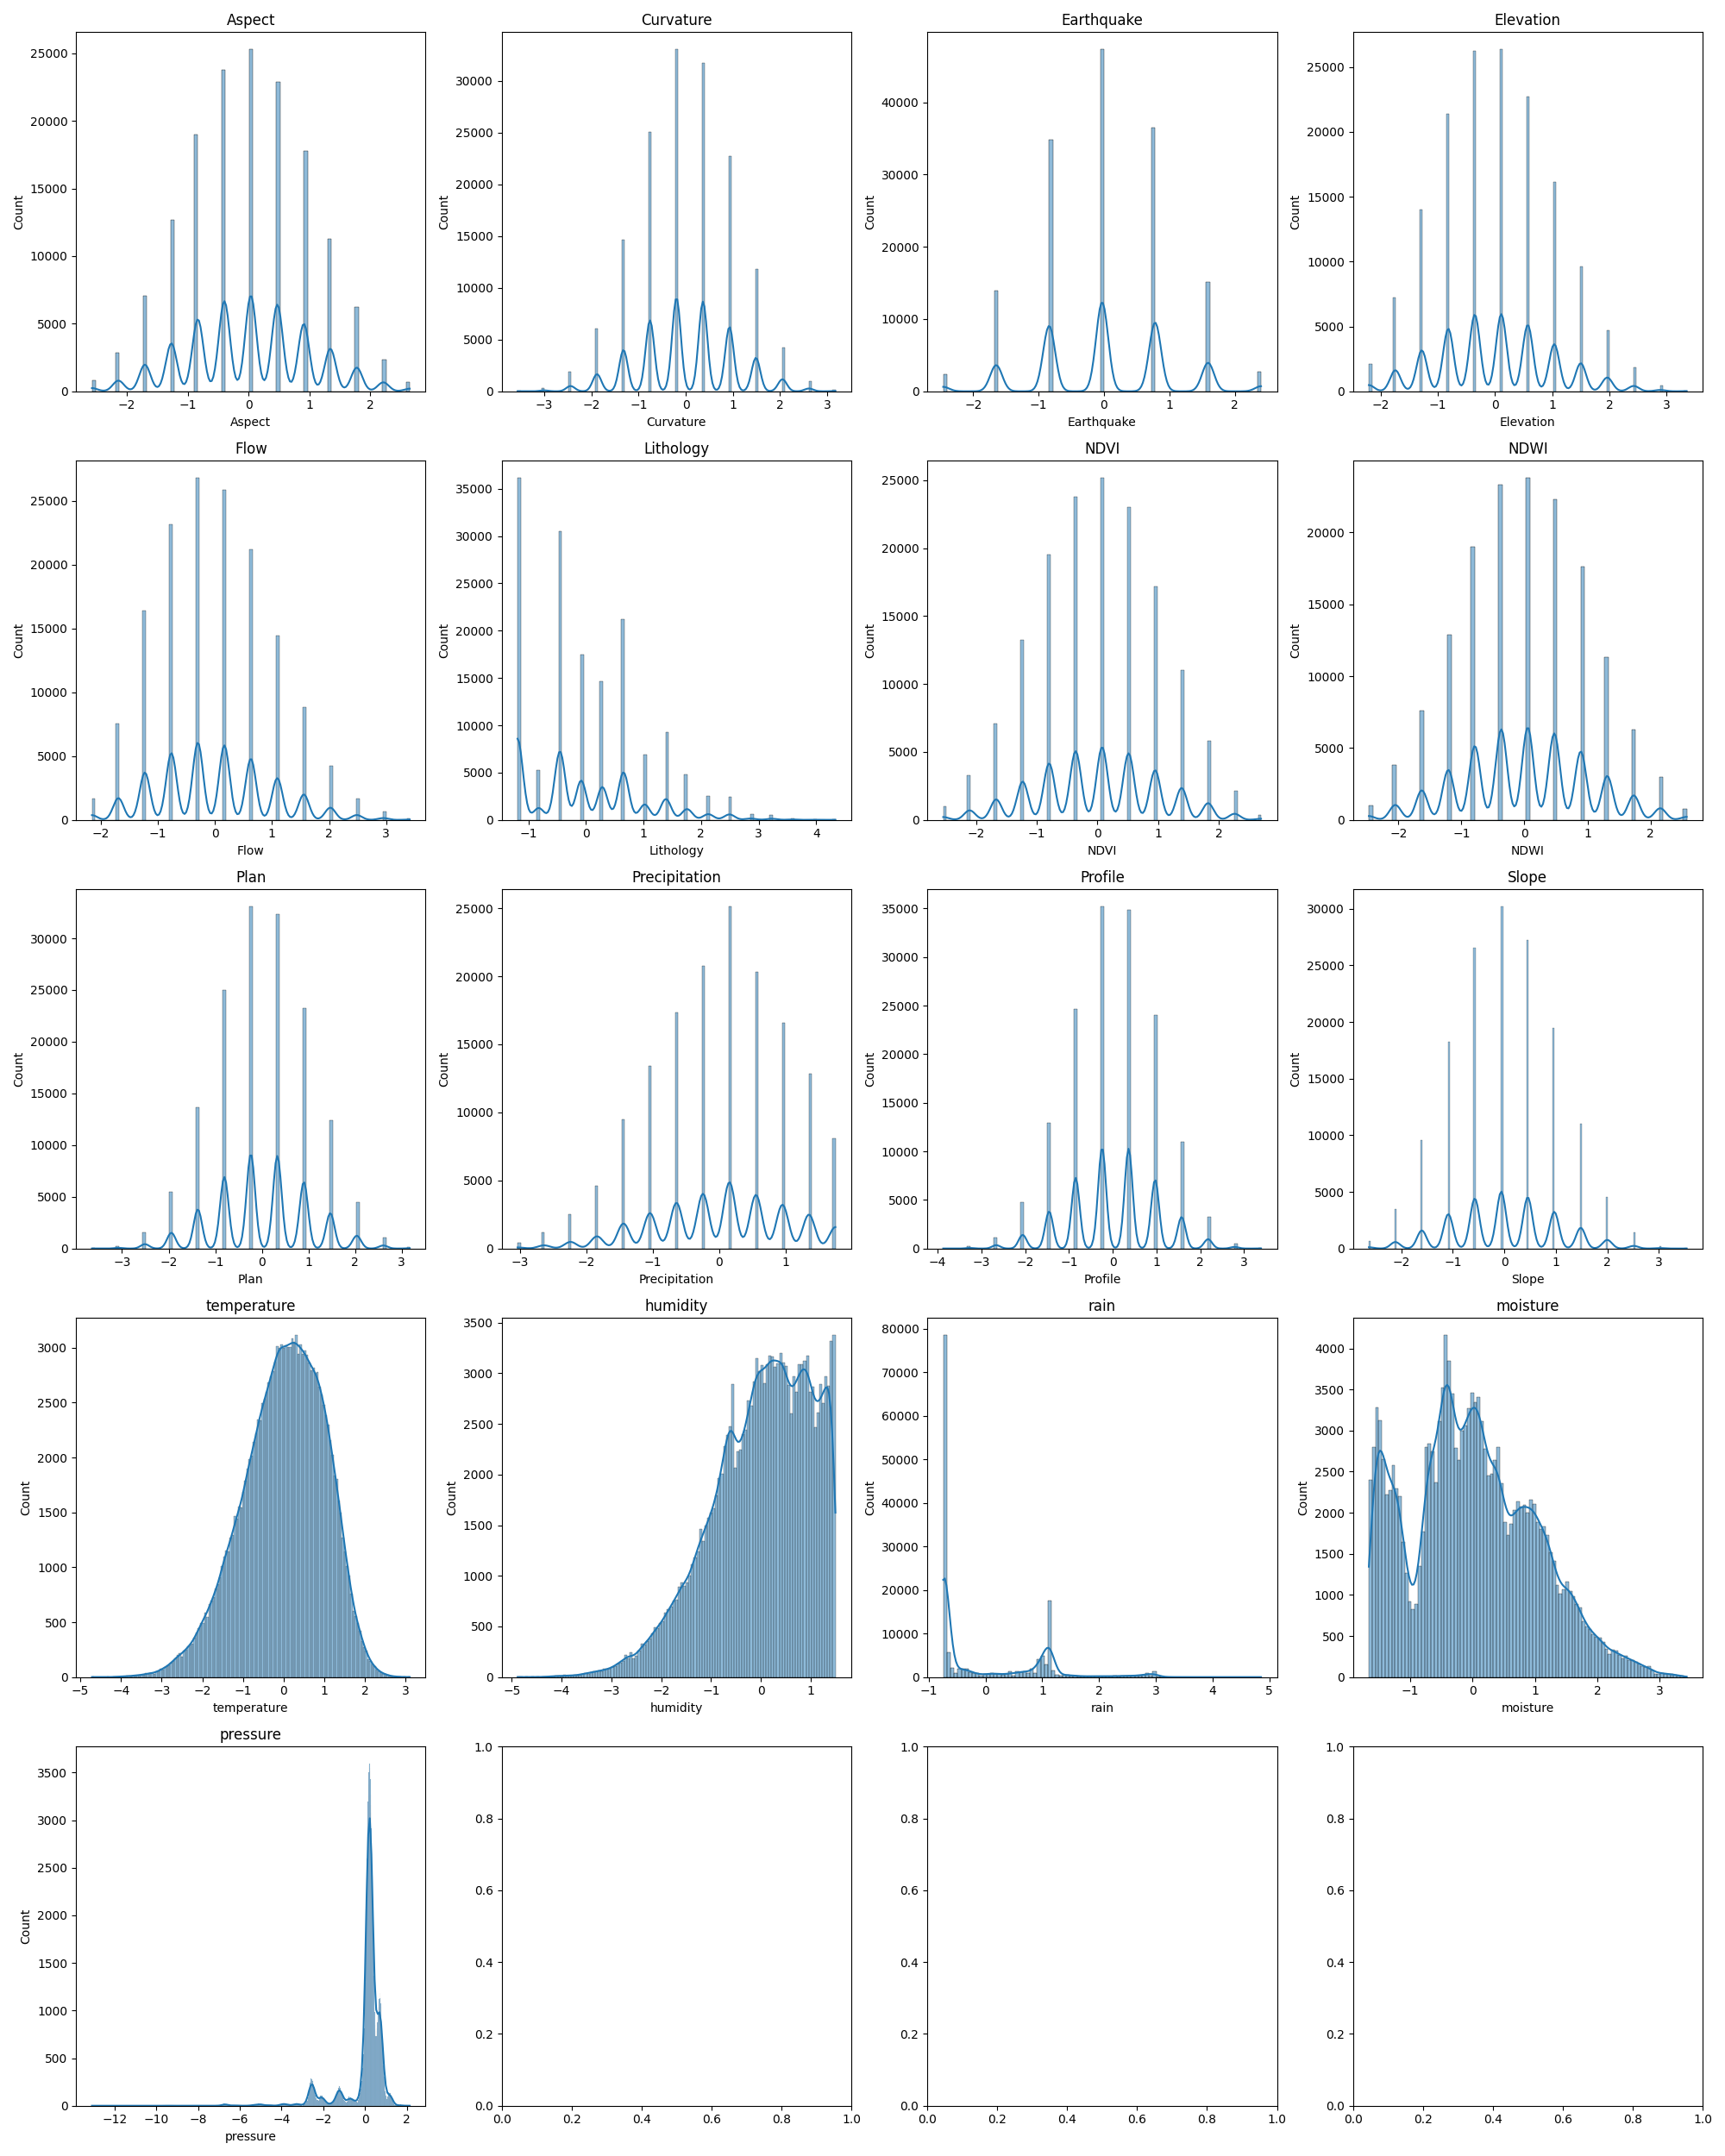 Aspect Curvature Earthquake Elevation
25000
20000
15000
10000
5000
0
Count
−2 −1 0 1 2
Aspect
30000
25000
20000
15000
10000
5000
0
Count
−3 −2 −1 0 1 2 3
Curvature
40000
30000
20000
10000
0
Count
−2 −1 0 1 2
Earthquake
25000
20000
15000
10000
5000
0
Count
−2 −1 0 1 2 3
Elevation
Flow Lithology NDVI NDWI
25000
20000
15000
10000
5000
0
Count
−2 −1 0 1 2 3
Flow
35000
30000
25000
20000
15000
10000
5000
0
Count
−1 0 1 2 3 4
Lithology
25000
20000
15000
10000
5000
0
Count
−2 −1 0 1 2
NDVI
20000
15000
10000
5000
0
Count
−2 −1 0 1 2
NDWI
Plan Precipitation Profile Slope
30000
25000
20000
15000
10000
5000
0
Count
−3 −2 −1 0 1 2 3
Plan
25000
20000
15000
10000
5000
0
Count
−3 −2 −1 0 1
Precipitation
35000
30000
25000
20000
15000
10000
5000
0
Count
−4 −3 −2 −1 0 1 2 3
Profile
30000
25000
20000
15000
10000
5000
0
Count
−2 −1 0 1 2 3
Slope
temperature humidity rain moisture
3000
2500
2000
1500
1000
500
0
Count
−5 −4 −3 −2 −1 0 1 2 3
temperature
3500
3000
2500
2000
1500
1000
500
0
Count
−5 −4 −3 −2 −1 0 1
humidity
80000
70000
60000
50000
40000
30000
20000
10000
0
Count
−1 0 1 2 3 4 5
rain
4000
3500
3000
2500
2000
1500
1000
500
0
Count
−1 0 1 2 3
moisture
pressure
3500
3000
2500
2000
1500
1000
500
0
Count
−12 −10 −8 −6 −4 −2 0 2
pressure
1.0
0.8
0.6
0.4
0.2
0.0
0.0 0.2 0.4 0.6 0.8 1.0
1.0
0.8
0.6
0.4
0.2
0.0
0.0 0.2 0.4 0.6 0.8 1.0
1.0
0.8
0.6
0.4
0.2
0.0
0.0 0.2 0.4 0.6 0.8 1.0